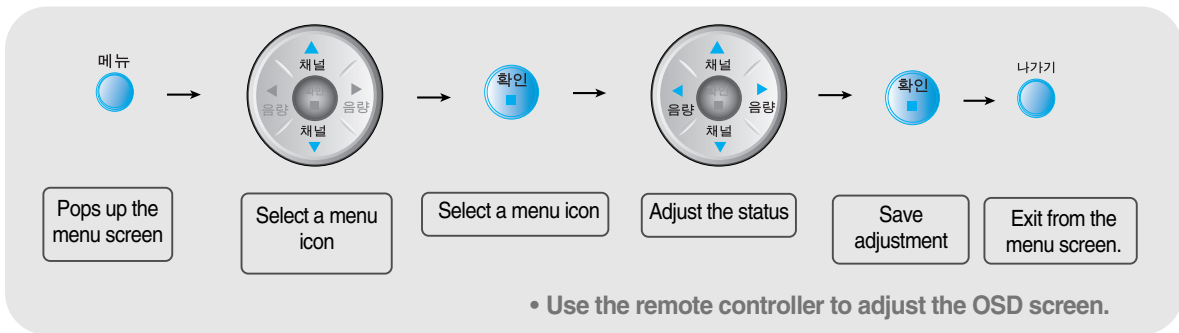 메뉴
채널
음량
확인
음량
채널
확인
채널
음량
음량
채널
확인
나가기
Pops up the
menu screen
Select a menu
icon
Select a menu icon
Adjust the status
Save
adjustment
Exit from the
menu screen.
• Use the remote controller to adjust the OSD screen.